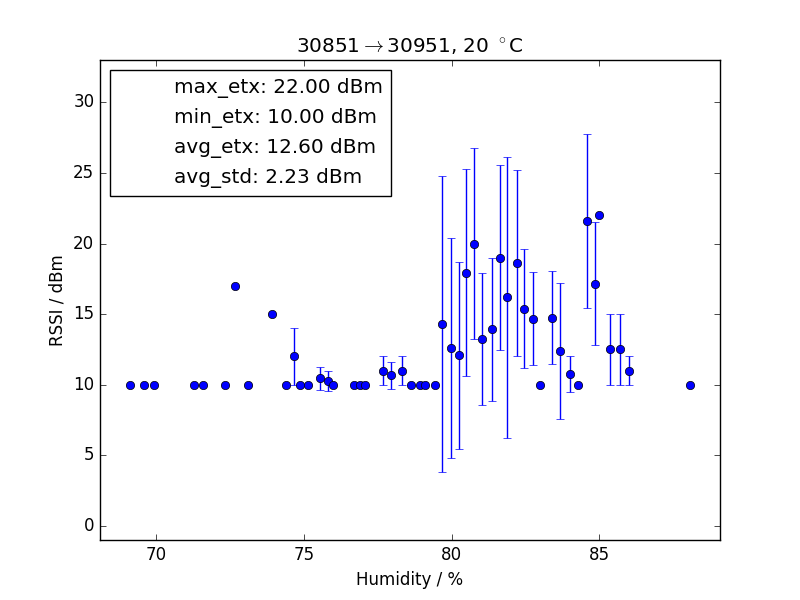 30851→30951, 20 °C
max_etx: 22.00 dBm
min_etx: 10.00 dBm
avg_etx: 12.60 dBm
avg_std: 2.23 dBm
RSSI / dBm
30
25
20
15
10
5
0
70 75 80 85
Humidity / %